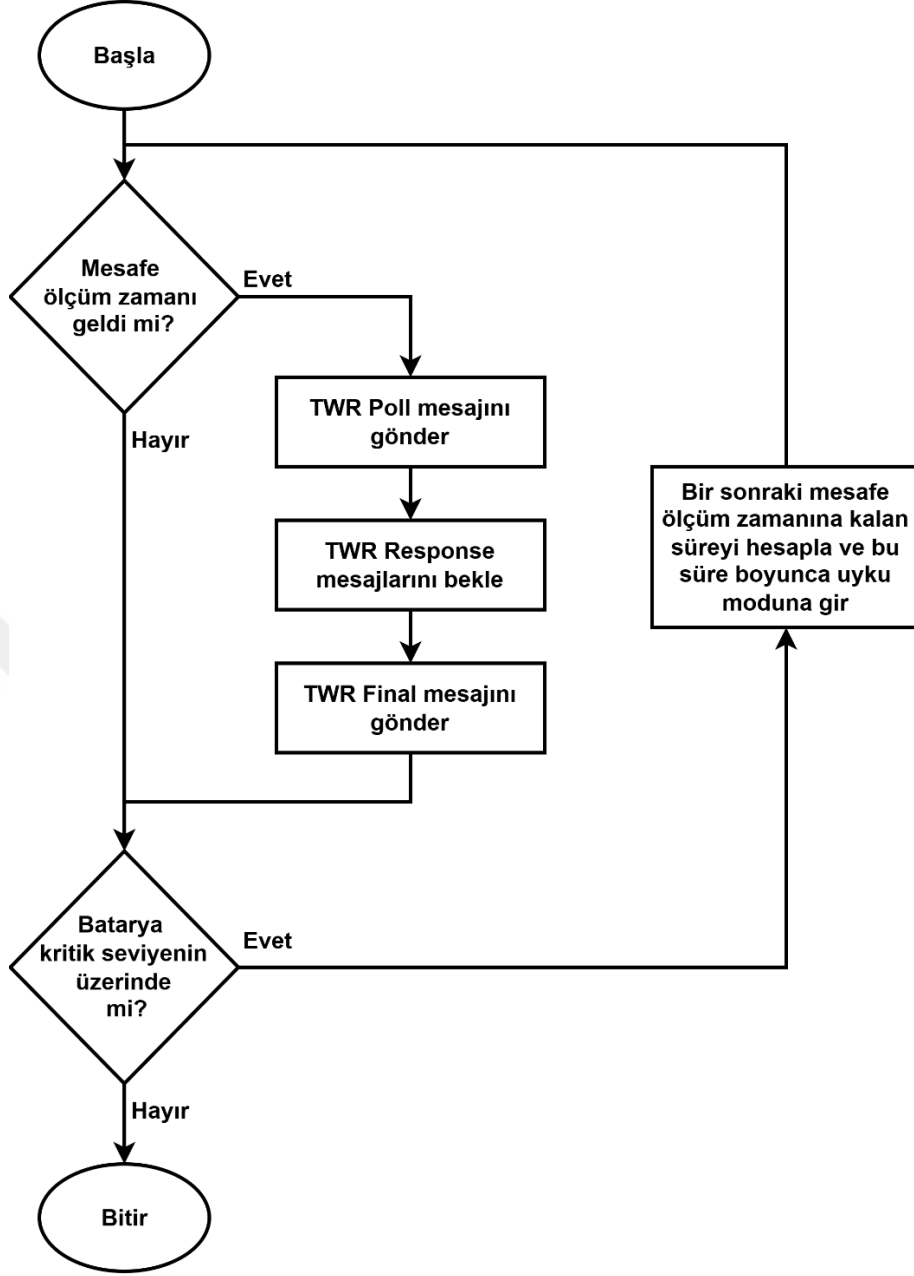 Başla
Mesafe
ölçüm zamanı
geldi mi?
Evet
Hayır
TWR Poll mesajını
gönder
TWR Response
mesajlarını bekle
TWR Final mesajını
gönder
Bir sonraki mesafe
ölçüm zamanına kalan
süreyi hesapla ve bu
süre boyunca uyku
moduna gir
Batarya
kritik seviyenin
üzerinde
mi?
Evet
Hayır
Bitir